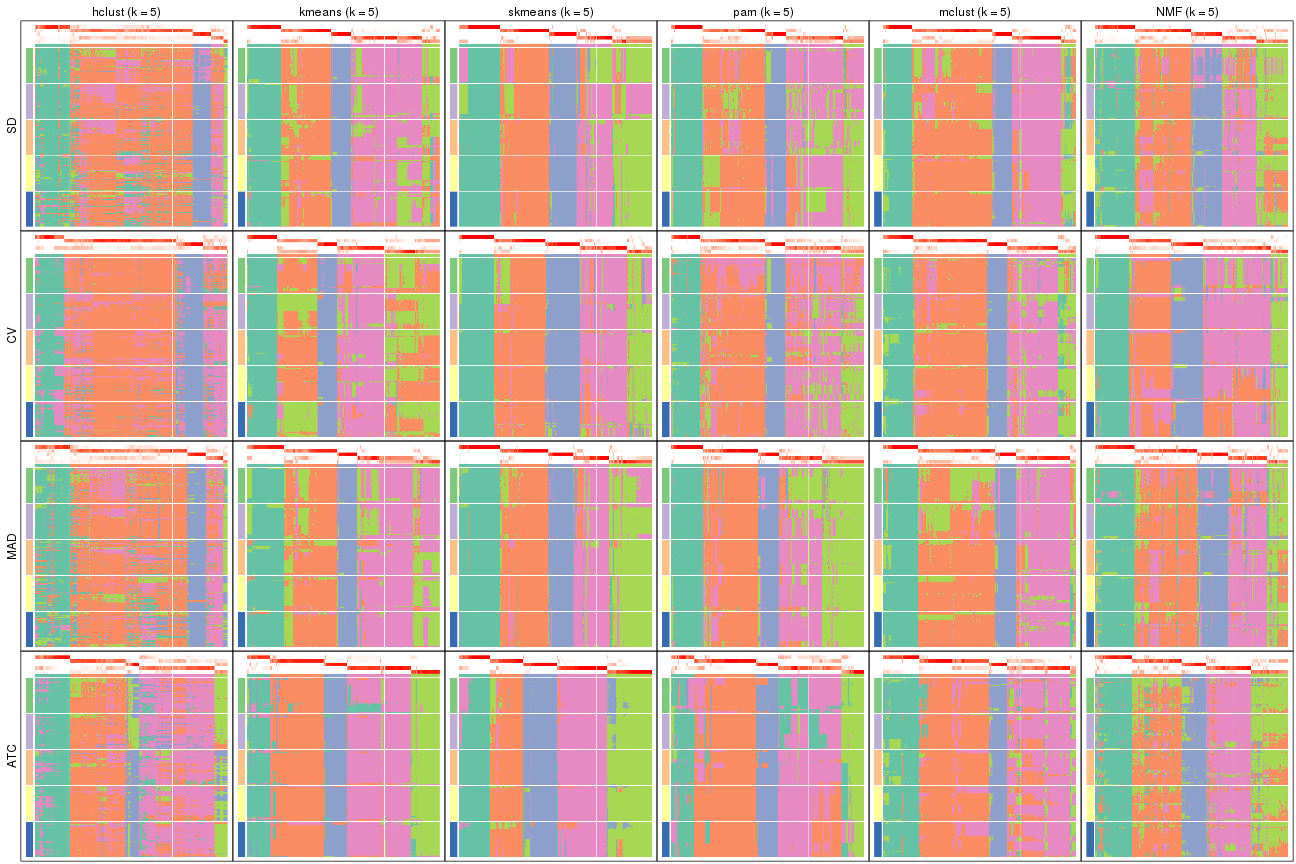 hclust (k = 5) kmeans (k = 5) skmeans (k = 5) pam (k = 5) mclust (k = 5) NMF (k = 5)
SD
CV
MAD
ATC